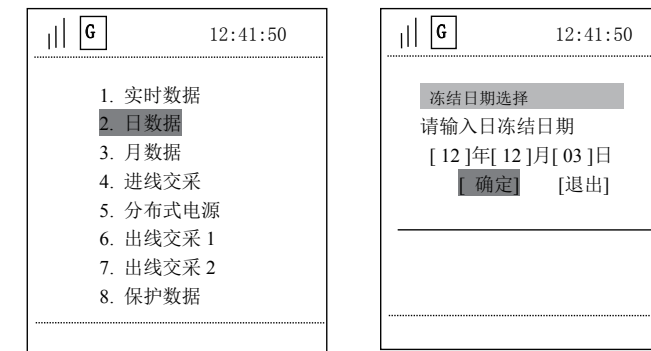 G 12:41:50
1. 实时数据
2. 日数据
3. 月数据
4. 进线交采
5. 分布式电源
6. 出线交采 1
7. 出线交采 2
8. 保护数据
G 12:41:50
冻结日期选择
请输入日冻结日期
[ 12 ]年[ 12 ]月[ 03 ]日
[ 确定] [退出]